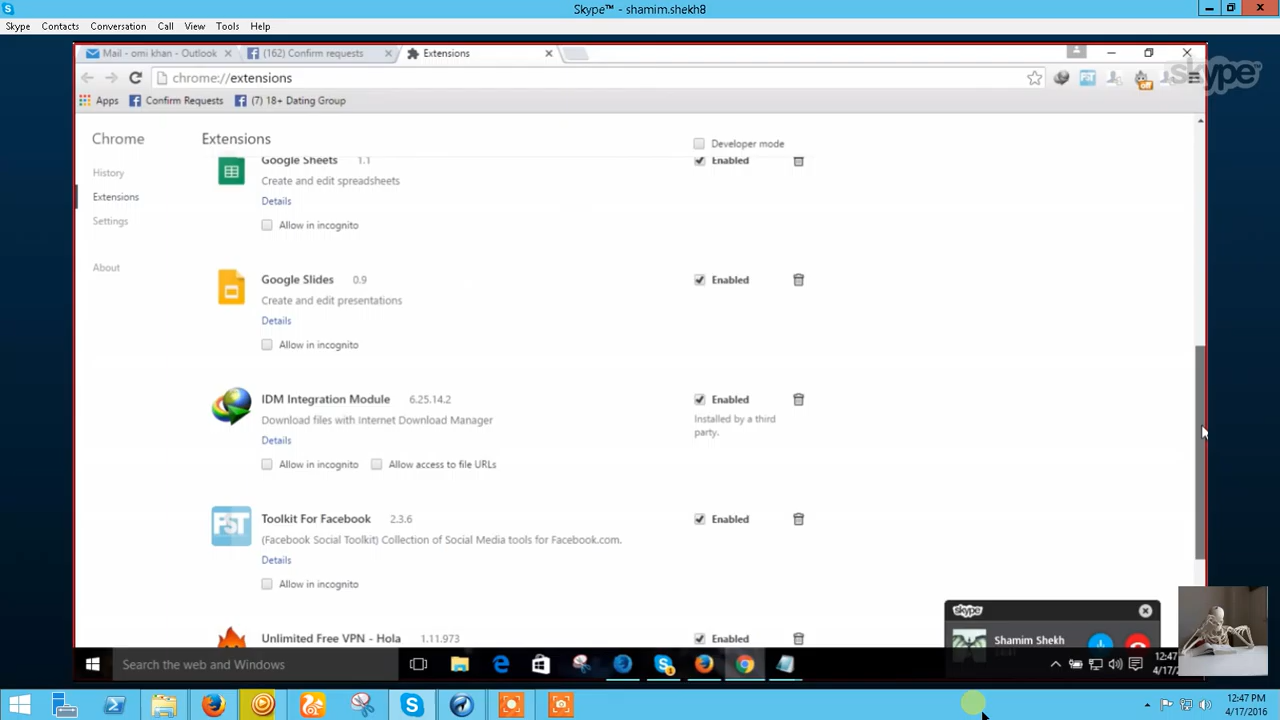 Skype™ - shamim.shekh8
Skype Contacts Conversation Call View Tools Help
Mail - omi khan - Outlook (162) Confirm requests Extensions
chrome://extensions
skype
Apps Confirm Requests (7) 18+ Dating Group
Chrome Extensions Developer mode
History
Extensions
Settings
About
Google Sheets 1.1 Enabled
Create and edit spreadsheets
Details
Allow in incognito
Google Slides 0.9 Enabled
Create and edit presentations
Details
Allow in incognito
IDM Integration Module 6.25.14.2 Enabled
Download files with Internet Download Manager Installed by a third
party.
Details
Allow in incognito Allow access to file URLs
Toolkit For Facebook 2.3.6 Enabled
FST
(Facebook Social Toolkit) Collection of Social Media tools for Facebook.com.
Details
Allow in incognito
Unlimited Free VPN - Hola 1.11.973 Enabled
skype
Shamim Shekh
Search the web and Windows
12:47
4/17
12:47 PM
4/17/2016